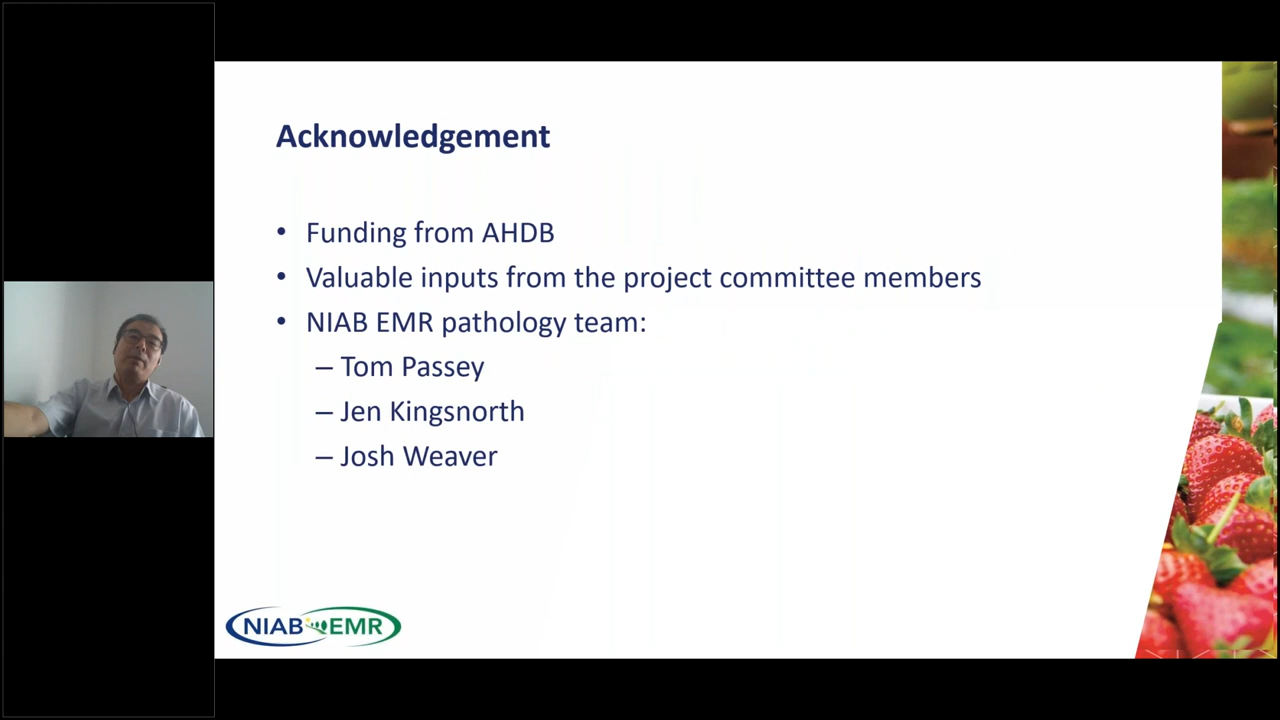 Acknowledgement
• Funding from AHDB
• Valuable inputs from the project committee members
• NIAB EMR pathology team:
– Tom Passey
– Jen Kingsnorth
– Josh Weaver
NIAB EMR